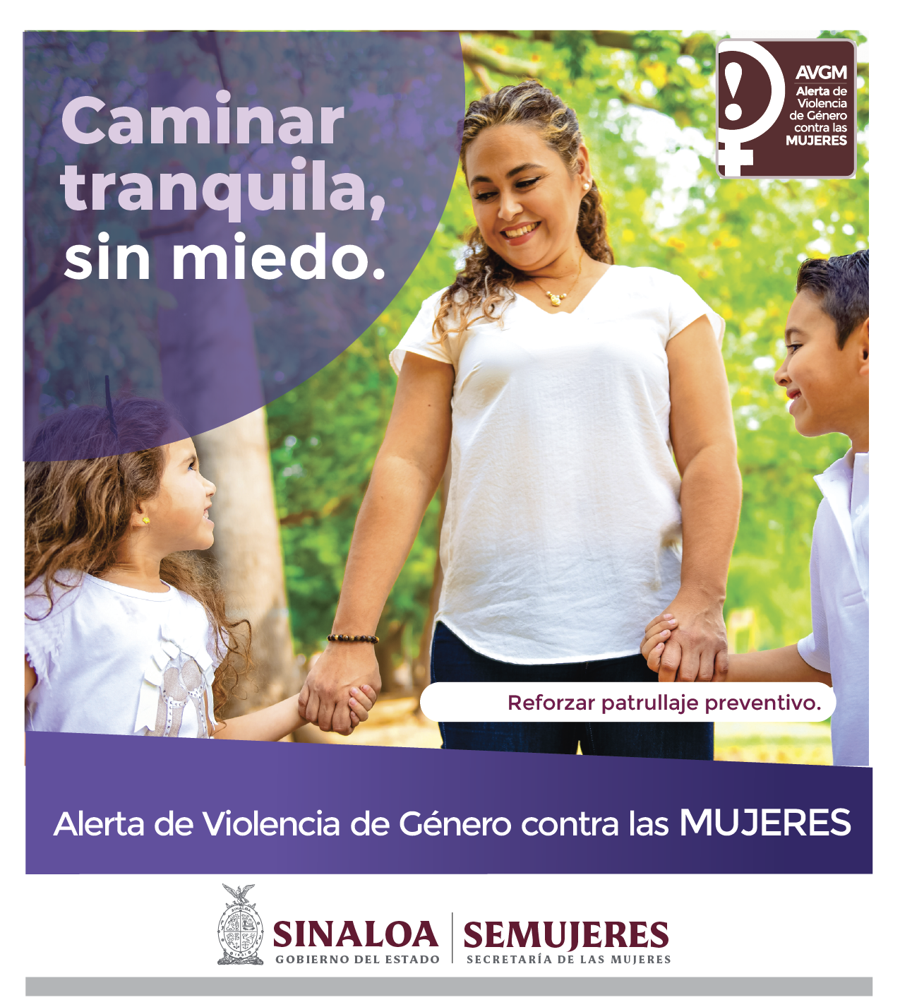 Caminar
tranquila,
sin miedo.
AVGM
Alerta de
Violencia
de Género
contra las
MUJERES
Reforzar patrullaje preventivo.
Alerta de Violencia de Género contra las MUJERES
SINALOA
GOBIERNO DEL ESTADO
SEMUJERES
SECRETARÍA DE LAS MUJERES